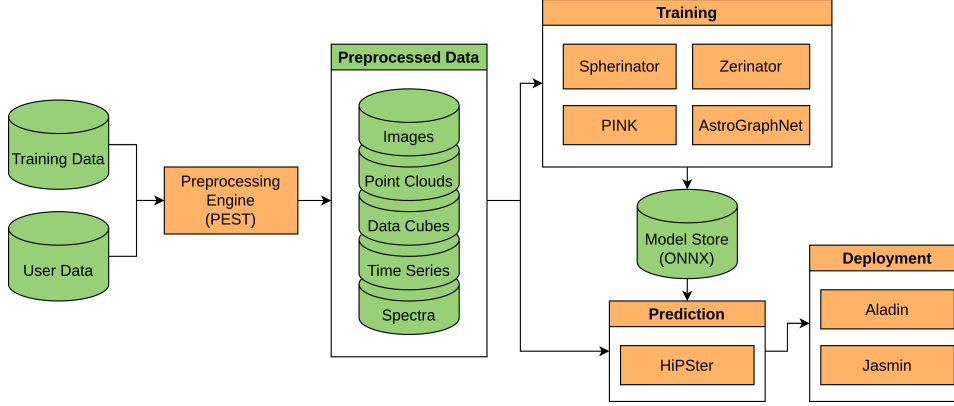 Training Data
User Data
Preprocessing
Engine
(PEST)
Preprocessed Data
Images
Point Clouds
Data Cubes
Time Series
Spectra
Training
Spherinator
Zerinator
PINK
AstroGraphNet
Model Store
(ONNX)
Prediction
HiPSter
Deployment
Aladin
Jasmin